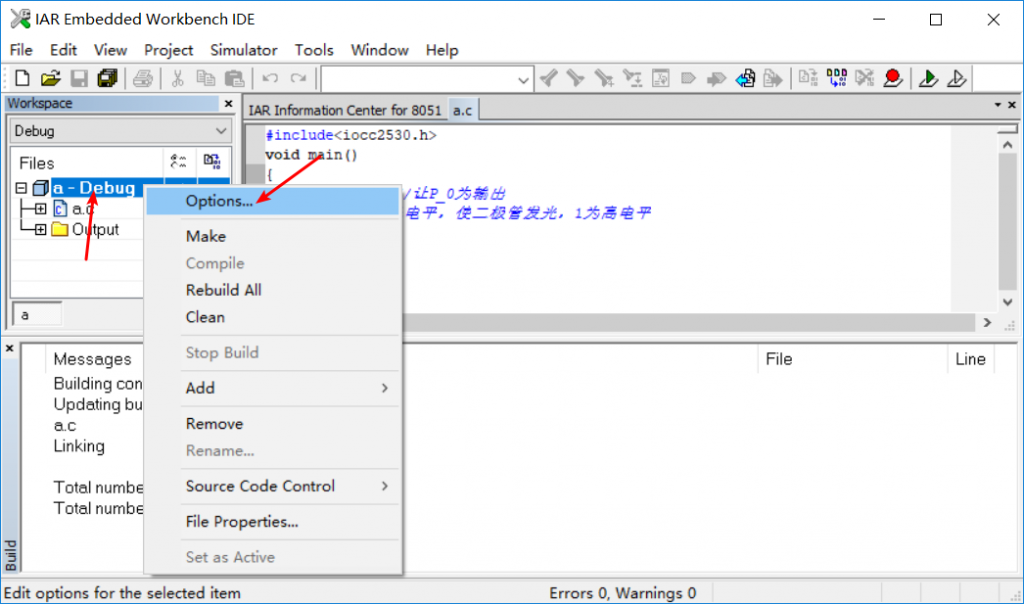 IAR Embedded Workbench IDE
File Edit View Project Simulator Tools Window Help
Workspace
IAR Information Center for 8051 a.c
Debug
Files
a - Debug
a.c
Output
a
#include<iocc2530.h>
void main()
{
/让P_0为输出
电平，使二极管发光，1为高电平
Options...
Make
Compile
Rebuild All
Clean
Stop Build
Add
Remove
Rename...
Source Code Control
File Properties...
Set as Active
Messages File Line
Building con
Updating bu
a.c
Linking
Total numbe
Total numbe
Build
Edit options for the selected item Errors 0, Warnings 0